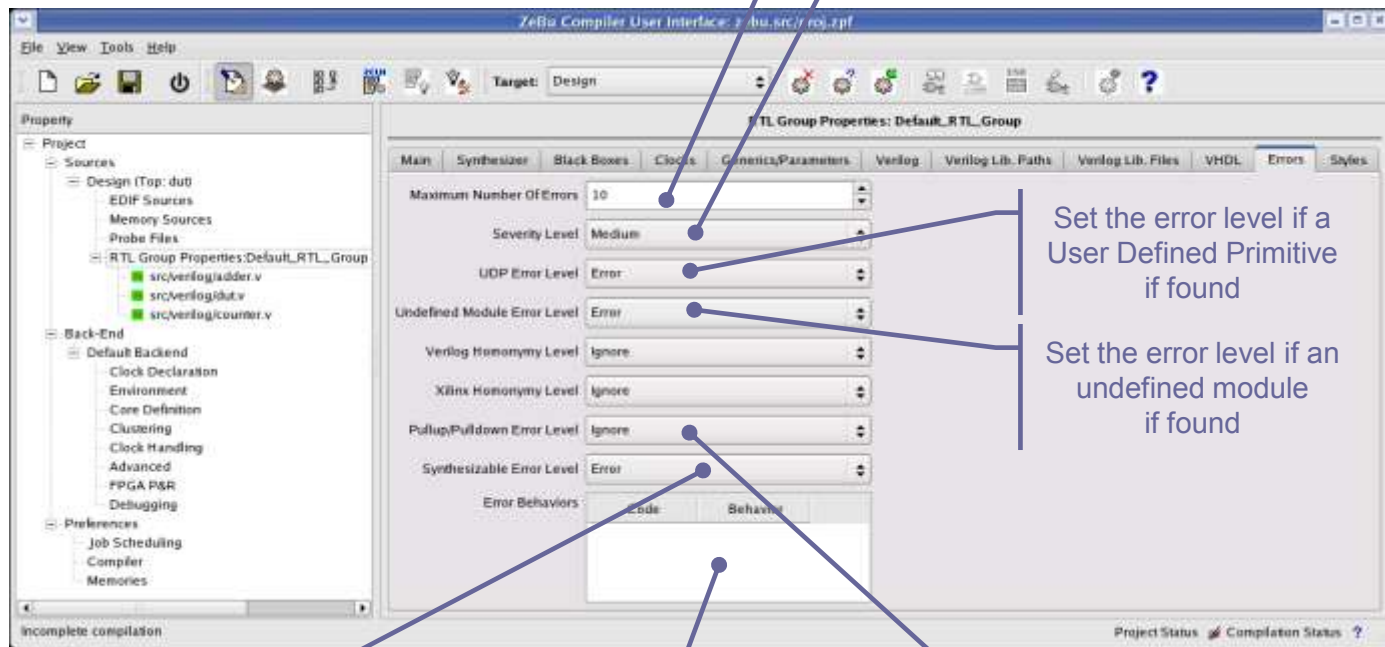 ZeBu Compiler User Interface: zebu.src/proj.zpf
File View Tools Help
Target: Design
Property
RTL Group Properties: Default_RTL_Group
Project
Sources
Design (Top: dut)
EDIF Sources
Memory Sources
Probe Files
RTL Group Properties:Default_RTL_Group
src/verilog/adder.v
src/verilog/dut.v
src/verilog/counter.v
Back-End
Default Backend
Clock Declaration
Environment
Core Definition
Clustering
Clock Handling
Advanced
FPGA P&R
Debugging
Preferences
Job Scheduling
Compiler
Memories
Main Synthesizer Black Boxes Clocks Generics/Parameters Verilog Verilog Lib. Paths Verilog Lib. Files VHDL Errors Styles
Maximum Number Of Errors 10
Severity Level Medium
UDP Error Level Error
Undefined Module Error Level Error
Verilog Homonymy Level Ignore
Xilinx Homonymy Level Ignore
Pullup/Pulldown Error Level Ignore
Synthesizable Error Level Error
Error Behaviors Code Behavior
Set the error level if a
User Defined Primitive
if found
Set the error level if an
undefined module
if found
Incomplete compilation
Project Status Compilation Status ?